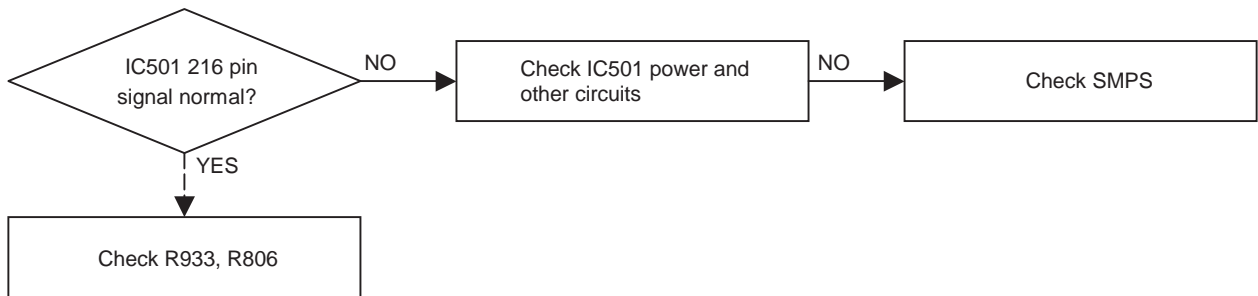 IC501 216 pin
signal normal?
NO
Check IC501 power and
other circuits
NO
Check SMPS
YES
Check R933, R806